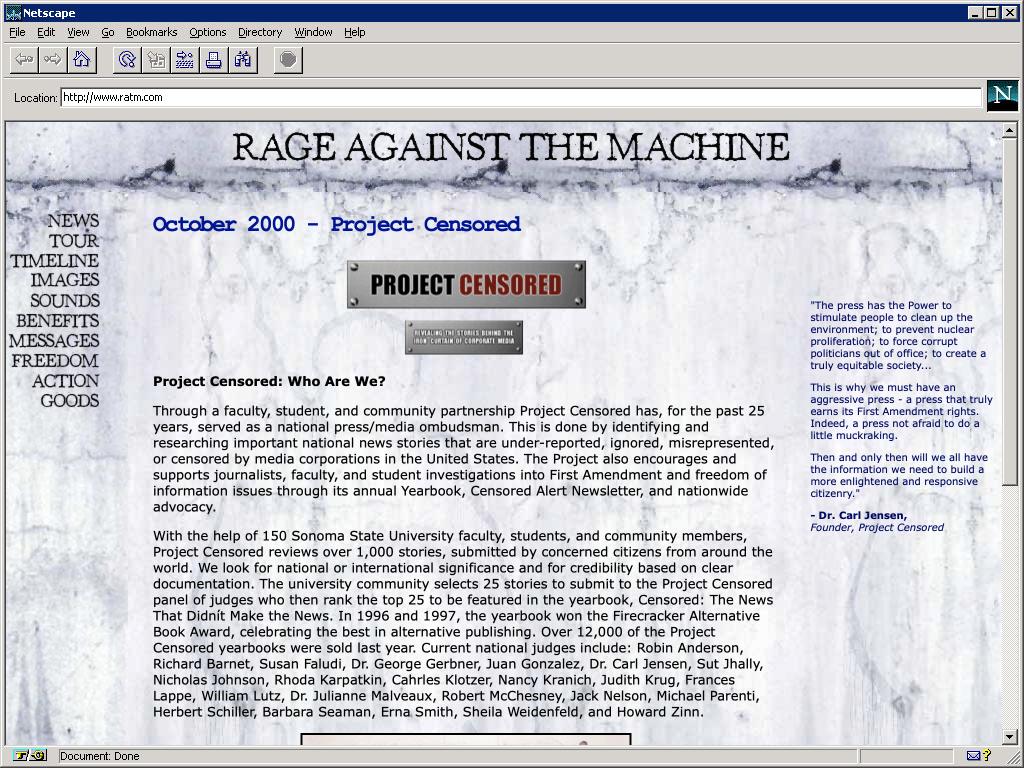 Netscape
File Edit View Go Bookmarks Options Directory Window Help
Location: http://www.ratm.com
N
RAGE AGAINST THE MACHINE
NEWS
TOUR
TIMELINE
IMAGES
SOUNDS
BENEFITS
MESSAGES
FREEDOM
ACTION
GOODS
October 2000 - Project Censored
PROJECT CENSORED
REVEALING THE STORIES BEHIND THE
IRON CURTAIN OF CORPORATE MEDIA
Project Censored: Who Are We?
Through a faculty, student, and community partnership Project Censored has, for the past 25
years, served as a national press/media ombudsman. This is done by identifying and
researching important national news stories that are under-reported, ignored, misrepresented,
or censored by media corporations in the United States. The Project also encourages and
supports journalists, faculty, and student investigations into First Amendment and freedom of
information issues through its annual Yearbook, Censored Alert Newsletter, and nationwide
advocacy.
With the help of 150 Sonoma State University faculty, students, and community members,
Project Censored reviews over 1,000 stories, submitted by concerned citizens from around the
world. We look for national or international significance and for credibility based on clear
documentation. The university community selects 25 stories to submit to the Project Censored
panel of judges who then rank the top 25 to be featured in the yearbook, Censored: The News
That Didnít Make the News. In 1996 and 1997, the yearbook won the Firecracker Alternative
Book Award, celebrating the best in alternative publishing. Over 12,000 of the Project
Censored yearbooks were sold last year. Current national judges include: Robin Anderson,
Richard Barnet, Susan Faludi, Dr. George Gerbner, Juan Gonzalez, Dr. Carl Jensen, Sut Jhally,
Nicholas Johnson, Rhoda Karpatkin, Cahrles Klotzer, Nancy Kranich, Judith Krug, Frances
Lappe, William Lutz, Dr. Julianne Malveaux, Robert McChesney, Jack Nelson, Michael Parenti,
Herbert Schiller, Barbara Seaman, Erna Smith, Sheila Weidenfeld, and Howard Zinn.
"The press has the Power to
stimulate people to clean up the
environment; to prevent nuclear
proliferation; to force corrupt
politicians out of office; to create a
truly equitable society...
This is why we must have an
aggressive press - a press that truly
earns its First Amendment rights.
Indeed, a press not afraid to do a
little muckraking.
Then and only then will we all have
the information we need to build a
more enlightened and responsive
citizenry."
- Dr. Carl Jensen,
Founder, Project Censored
Document: Done